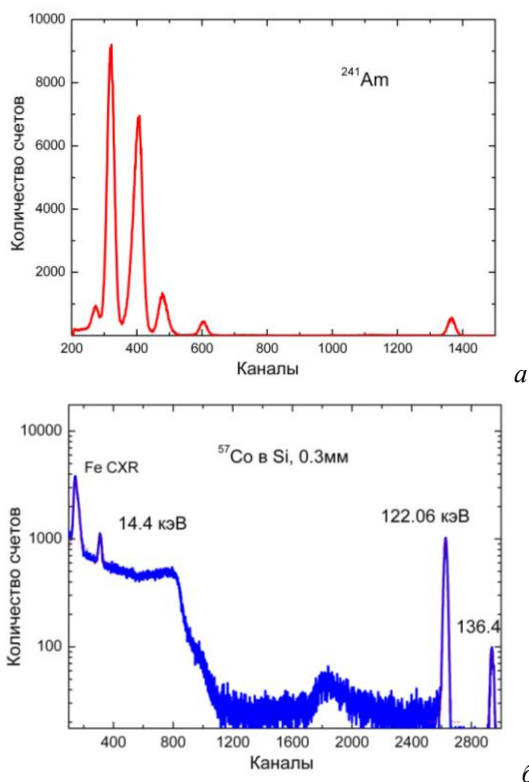 10000
8000
6000
4000
2000
200 400 600 800 1000 1200 1400
Количество счетов
Каналы
²⁴¹Am
а
10000
1000
100
400 800 1200 1600 2000 2400 2800
Количество счетов
Каналы
Fe CXR
14.4 кэВ
⁵⁷Co в Si, 0.3мм
122.06 кэВ
136.4
б